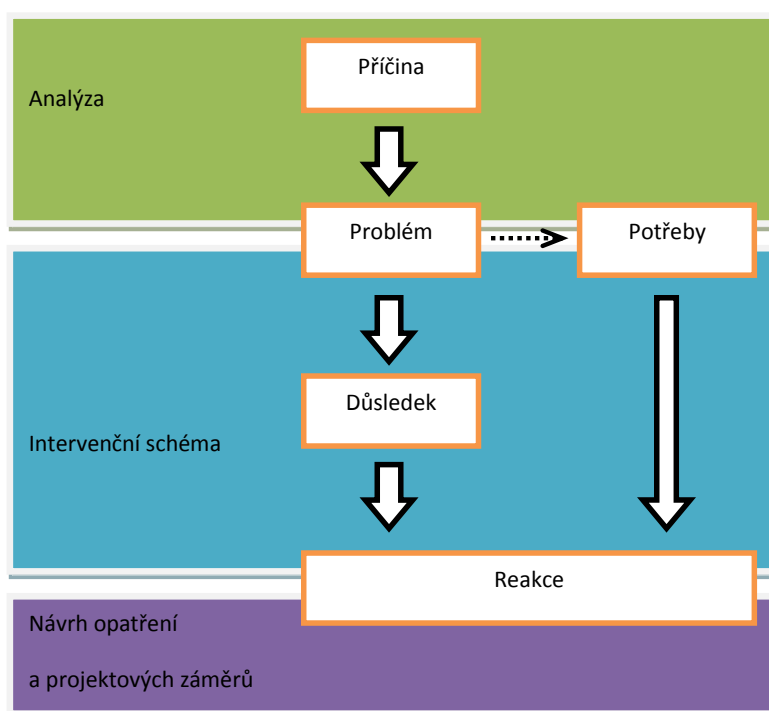 Příčina
Analýza
Problém
Potřeby
Důsledek
Intervenční schéma
Reakce
Návrh opatření
a projektových záměrů